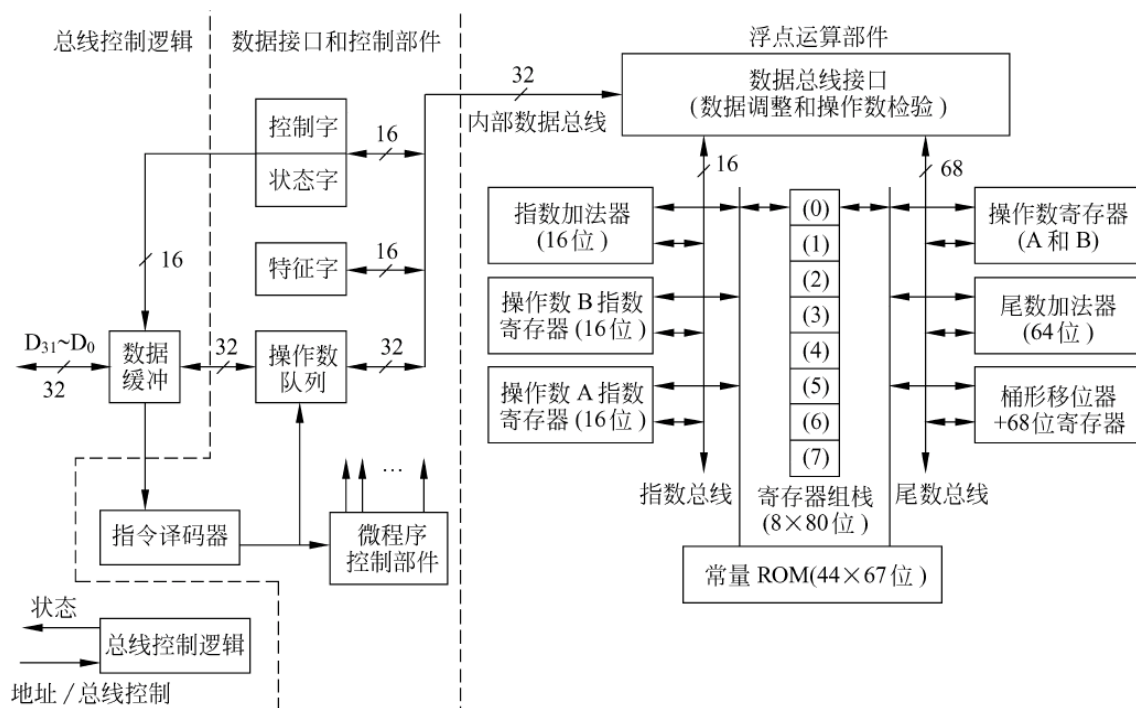 总线控制逻辑
数据接口和控制部件
浮点运算部件
32
内部数据总线
数据总线接口
(数据调整和操作数检验)
控制字
状态字
16
16
特征字
16
16
68
指数加法器
(16位)
操作数 B 指数
寄存器 (16位)
操作数 A 指数
寄存器 (16位)
(0)
(1)
(2)
(3)
(4)
(5)
(6)
(7)
操作数寄存器
(A 和 B)
尾数加法器
(64位)
桶形移位器
+68位寄存器
D31~D0
32
数据
缓冲
32
操作数
队列
32
指数总线
寄存器组栈
(8×80位)
尾数总线
…
指令译码器
微程序
控制部件
常量 ROM(44×67位)
状态
总线控制逻辑
地址 / 总线控制